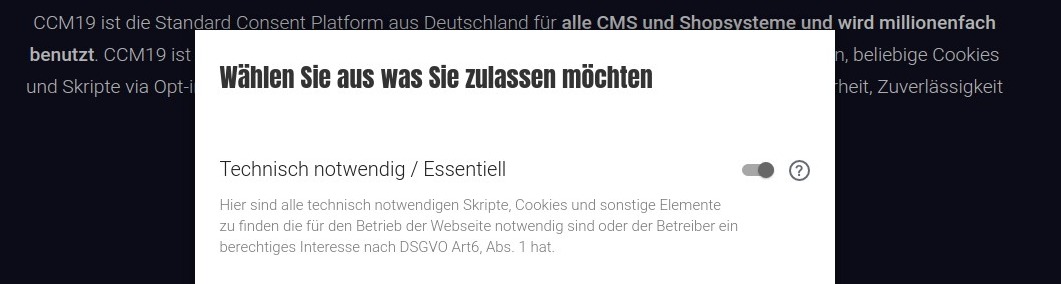 CCM19 ist die Standard Consent Platform aus Deutschland für alle CMS und Shopsysteme und wird millionenfach
benutzt. CCM19 ist n, beliebige Cookies
und Skripte via Opt-i rheit, Zuverlässigkeit
Wählen Sie aus was Sie zulassen möchten
Technisch notwendig / Essentiell
Hier sind alle technisch notwendigen Skripte, Cookies und sonstige Elemente
zu finden die für den Betrieb der Webseite notwendig sind oder der Betreiber ein
berechtiges Interesse nach DSGVO Art6, Abs. 1 hat.